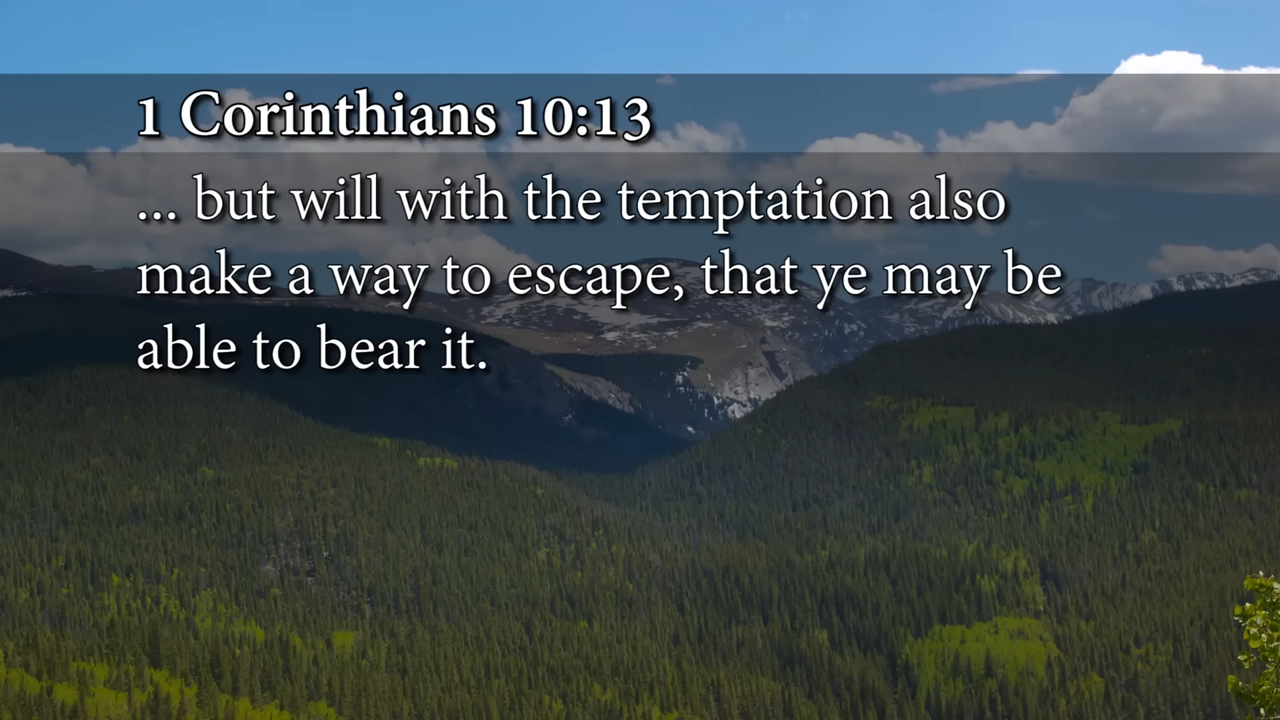 1 Corinthians 10:13
... but will with the temptation also
make a way to escape, that ye may be
able to bear it.